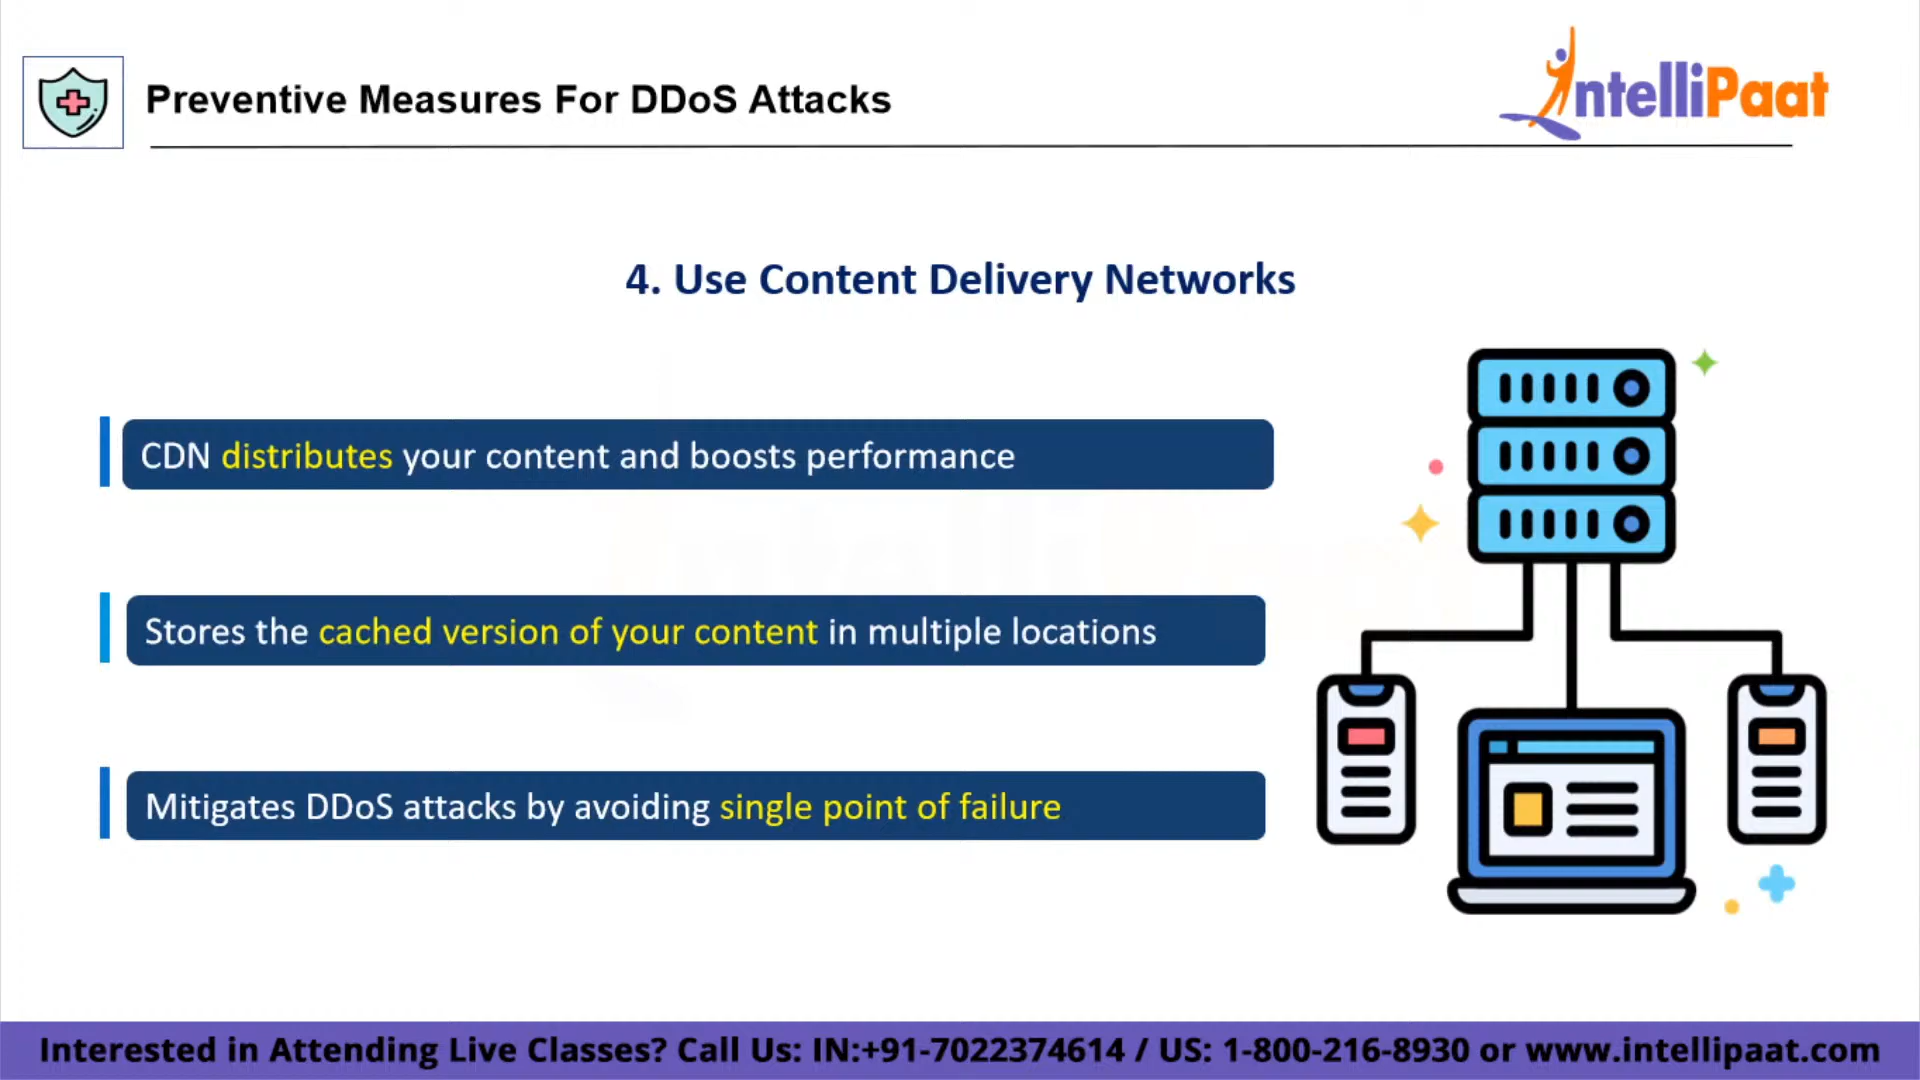 Preventive Measures For DDoS Attacks
IntelliPaat
4. Use Content Delivery Networks
CDN distributes your content and boosts performance
Stores the cached version of your content in multiple locations
Mitigates DDoS attacks by avoiding single point of failure
Interested in Attending Live Classes? Call Us: IN:+91-7022374614 / US: 1-800-216-8930 or www.intellipaat.com